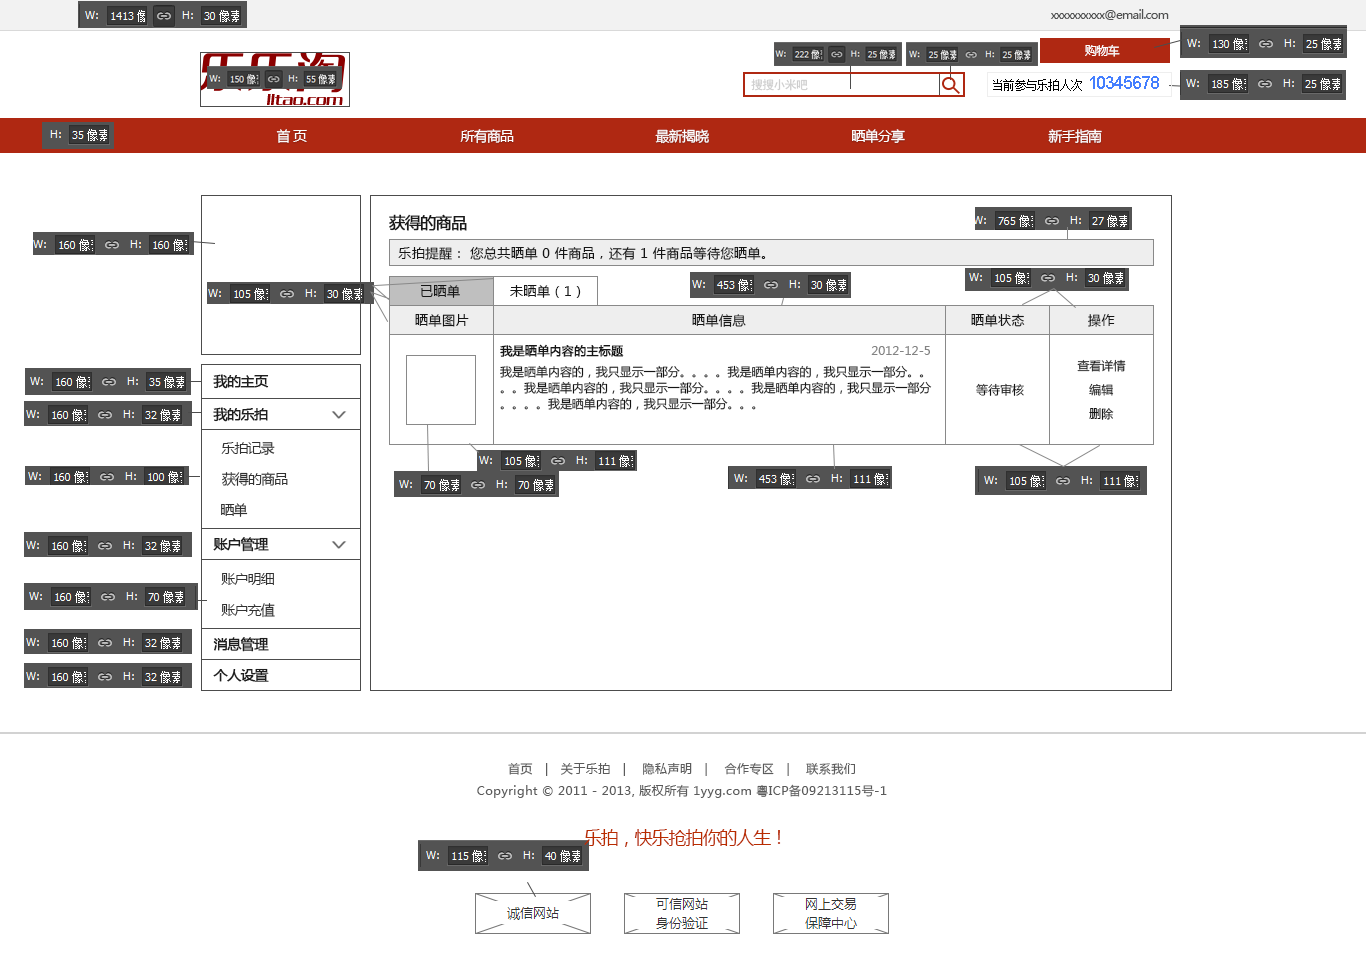 W: 1413 像 H: 30 像素
xxxxxxxxxx@email.com
乐乐淘
lltao.com
W: 150 像 H: 55 像素
W: 222 像 H: 25 像素
W: 25 像素 H: 25 像素
购物车
W: 130 像 H: 25 像素
搜搜小米吧
当前参与乐拍人次 10345678
W: 185 像 H: 25 像素
H: 35 像素
首 页
所有商品
最新揭晓
晒单分享
新手指南
W: 160 像 H: 160 像
W: 105 像 H: 30 像素
获得的商品
W: 765 像 H: 27 像素
乐拍提醒： 您总共晒单 0 件商品，还有 1 件商品等待您晒单。
已晒单
未晒单 ( 1 )
W: 453 像 H: 30 像素
W: 105 像 H: 30 像素
晒单图片
晒单信息
晒单状态
操作
我是晒单内容的主标题
2012-12-5
我是晒单内容的，我只显示一部分。。。。我是晒单内容的，我只显示一部分。。
。。我是晒单内容的，我只显示一部分。。。。我是晒单内容的，我只显示一部分
。。。。我是晒单内容的，我只显示一部分。。。
等待审核
查看详情
编辑
删除
W: 105 像 H: 111 像
W: 70 像素 H: 70 像素
W: 453 像 H: 111 像
W: 105 像 H: 111 像
W: 160 像 H: 35 像素
我的主页
W: 160 像 H: 32 像素
我的乐拍
乐拍记录
W: 160 像 H: 100 像
获得的商品
晒单
W: 160 像 H: 32 像素
账户管理
账户明细
W: 160 像 H: 70 像素
账户充值
W: 160 像 H: 32 像素
消息管理
W: 160 像 H: 32 像素
个人设置
首页 | 关于乐拍 | 隐私声明 | 合作专区 | 联系我们
Copyright © 2011 - 2013, 版权所有 1yyg.com 粤ICP备09213115号-1
乐拍，快乐抢拍你的人生！
W: 115 像 H: 40 像素
诚信网站
可信网站
身份验证
网上交易
保障中心